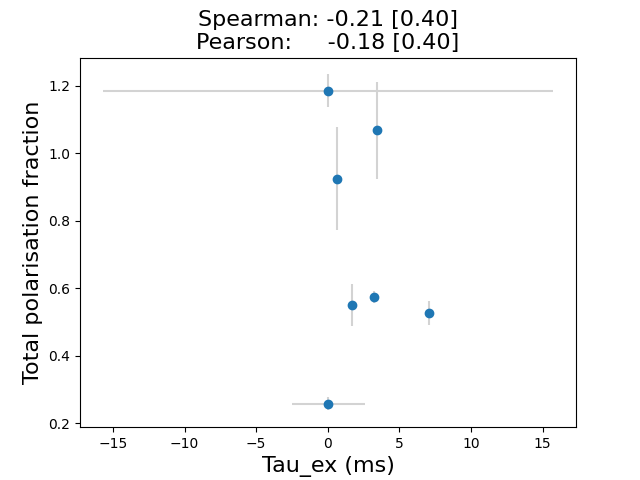 Spearman: -0.21 [0.40]
Pearson: -0.18 [0.40]
Total polarisation fraction
1.2
1.0
0.8
0.6
0.4
0.2
−15 −10 −5 0 5 10 15
Tau_ex (ms)